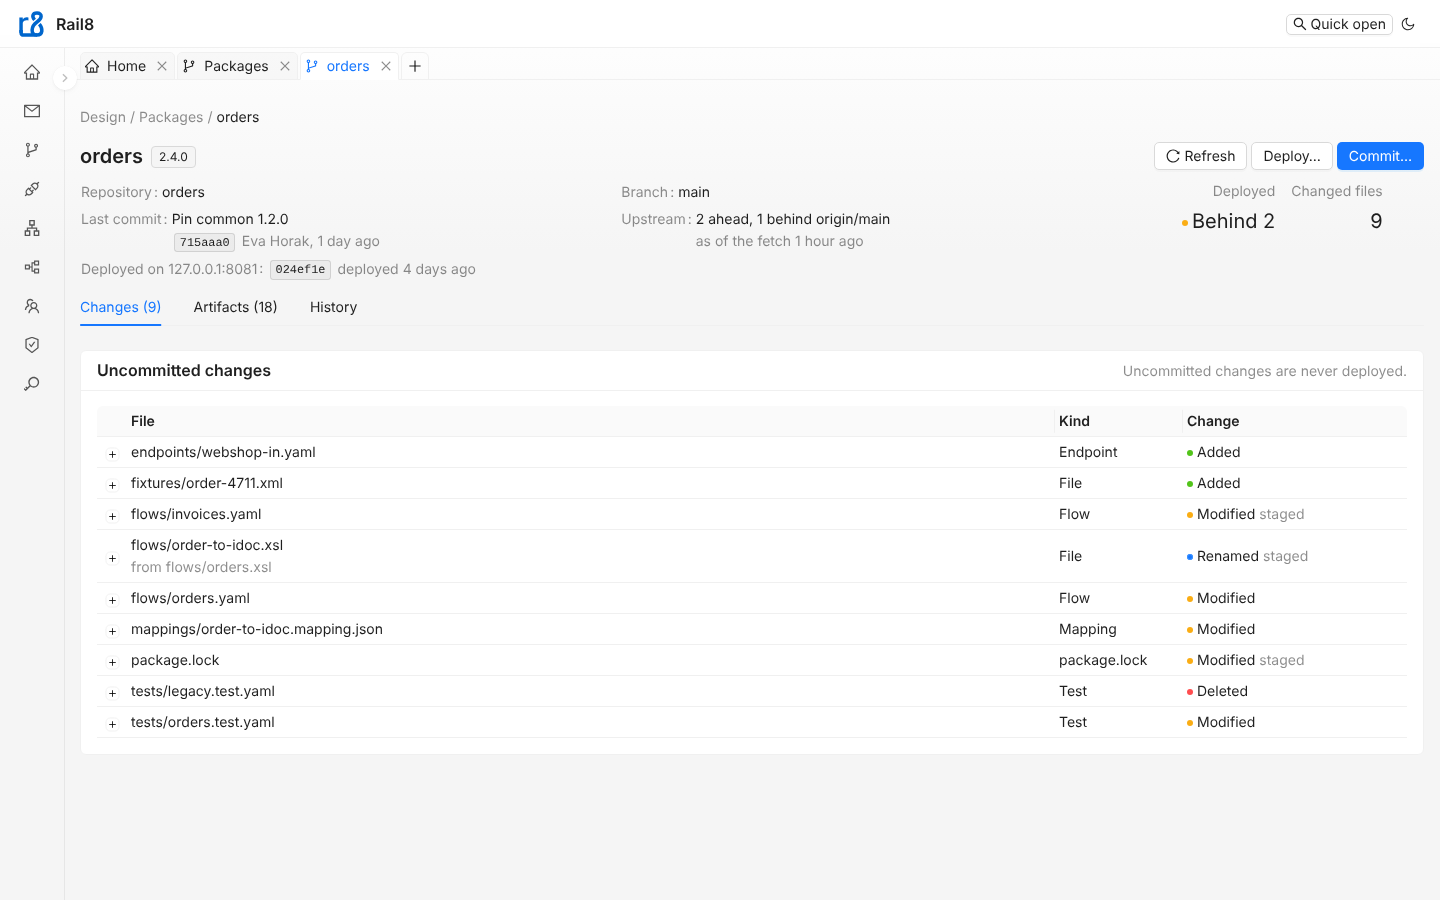 r8 Rail8
Quick open
Home
Packages
orders
Design / Packages / orders
orders 2.4.0
Refresh
Deploy...
Commit...
Repository: orders
Branch: main
Deployed
Changed files
Last commit: Pin common 1.2.0
Upstream: 2 ahead, 1 behind origin/main
Behind 2
9
715aaa0 Eva Horak, 1 day ago
as of the fetch 1 hour ago
Deployed on 127.0.0.1:8081: 024ef1e deployed 4 days ago
Changes (9)
Artifacts (18)
History
Uncommitted changes
Uncommitted changes are never deployed.
File Kind Change
endpoints/webshop-in.yaml Endpoint Added
fixtures/order-4711.xml File Added
flows/invoices.yaml Flow Modified staged
flows/order-to-idoc.xsl
from flows/orders.xsl
File Renamed staged
flows/orders.yaml Flow Modified
mappings/order-to-idoc.mapping.json Mapping Modified
package.lock package.lock Modified staged
tests/legacy.test.yaml Test Deleted
tests/orders.test.yaml Test Modified